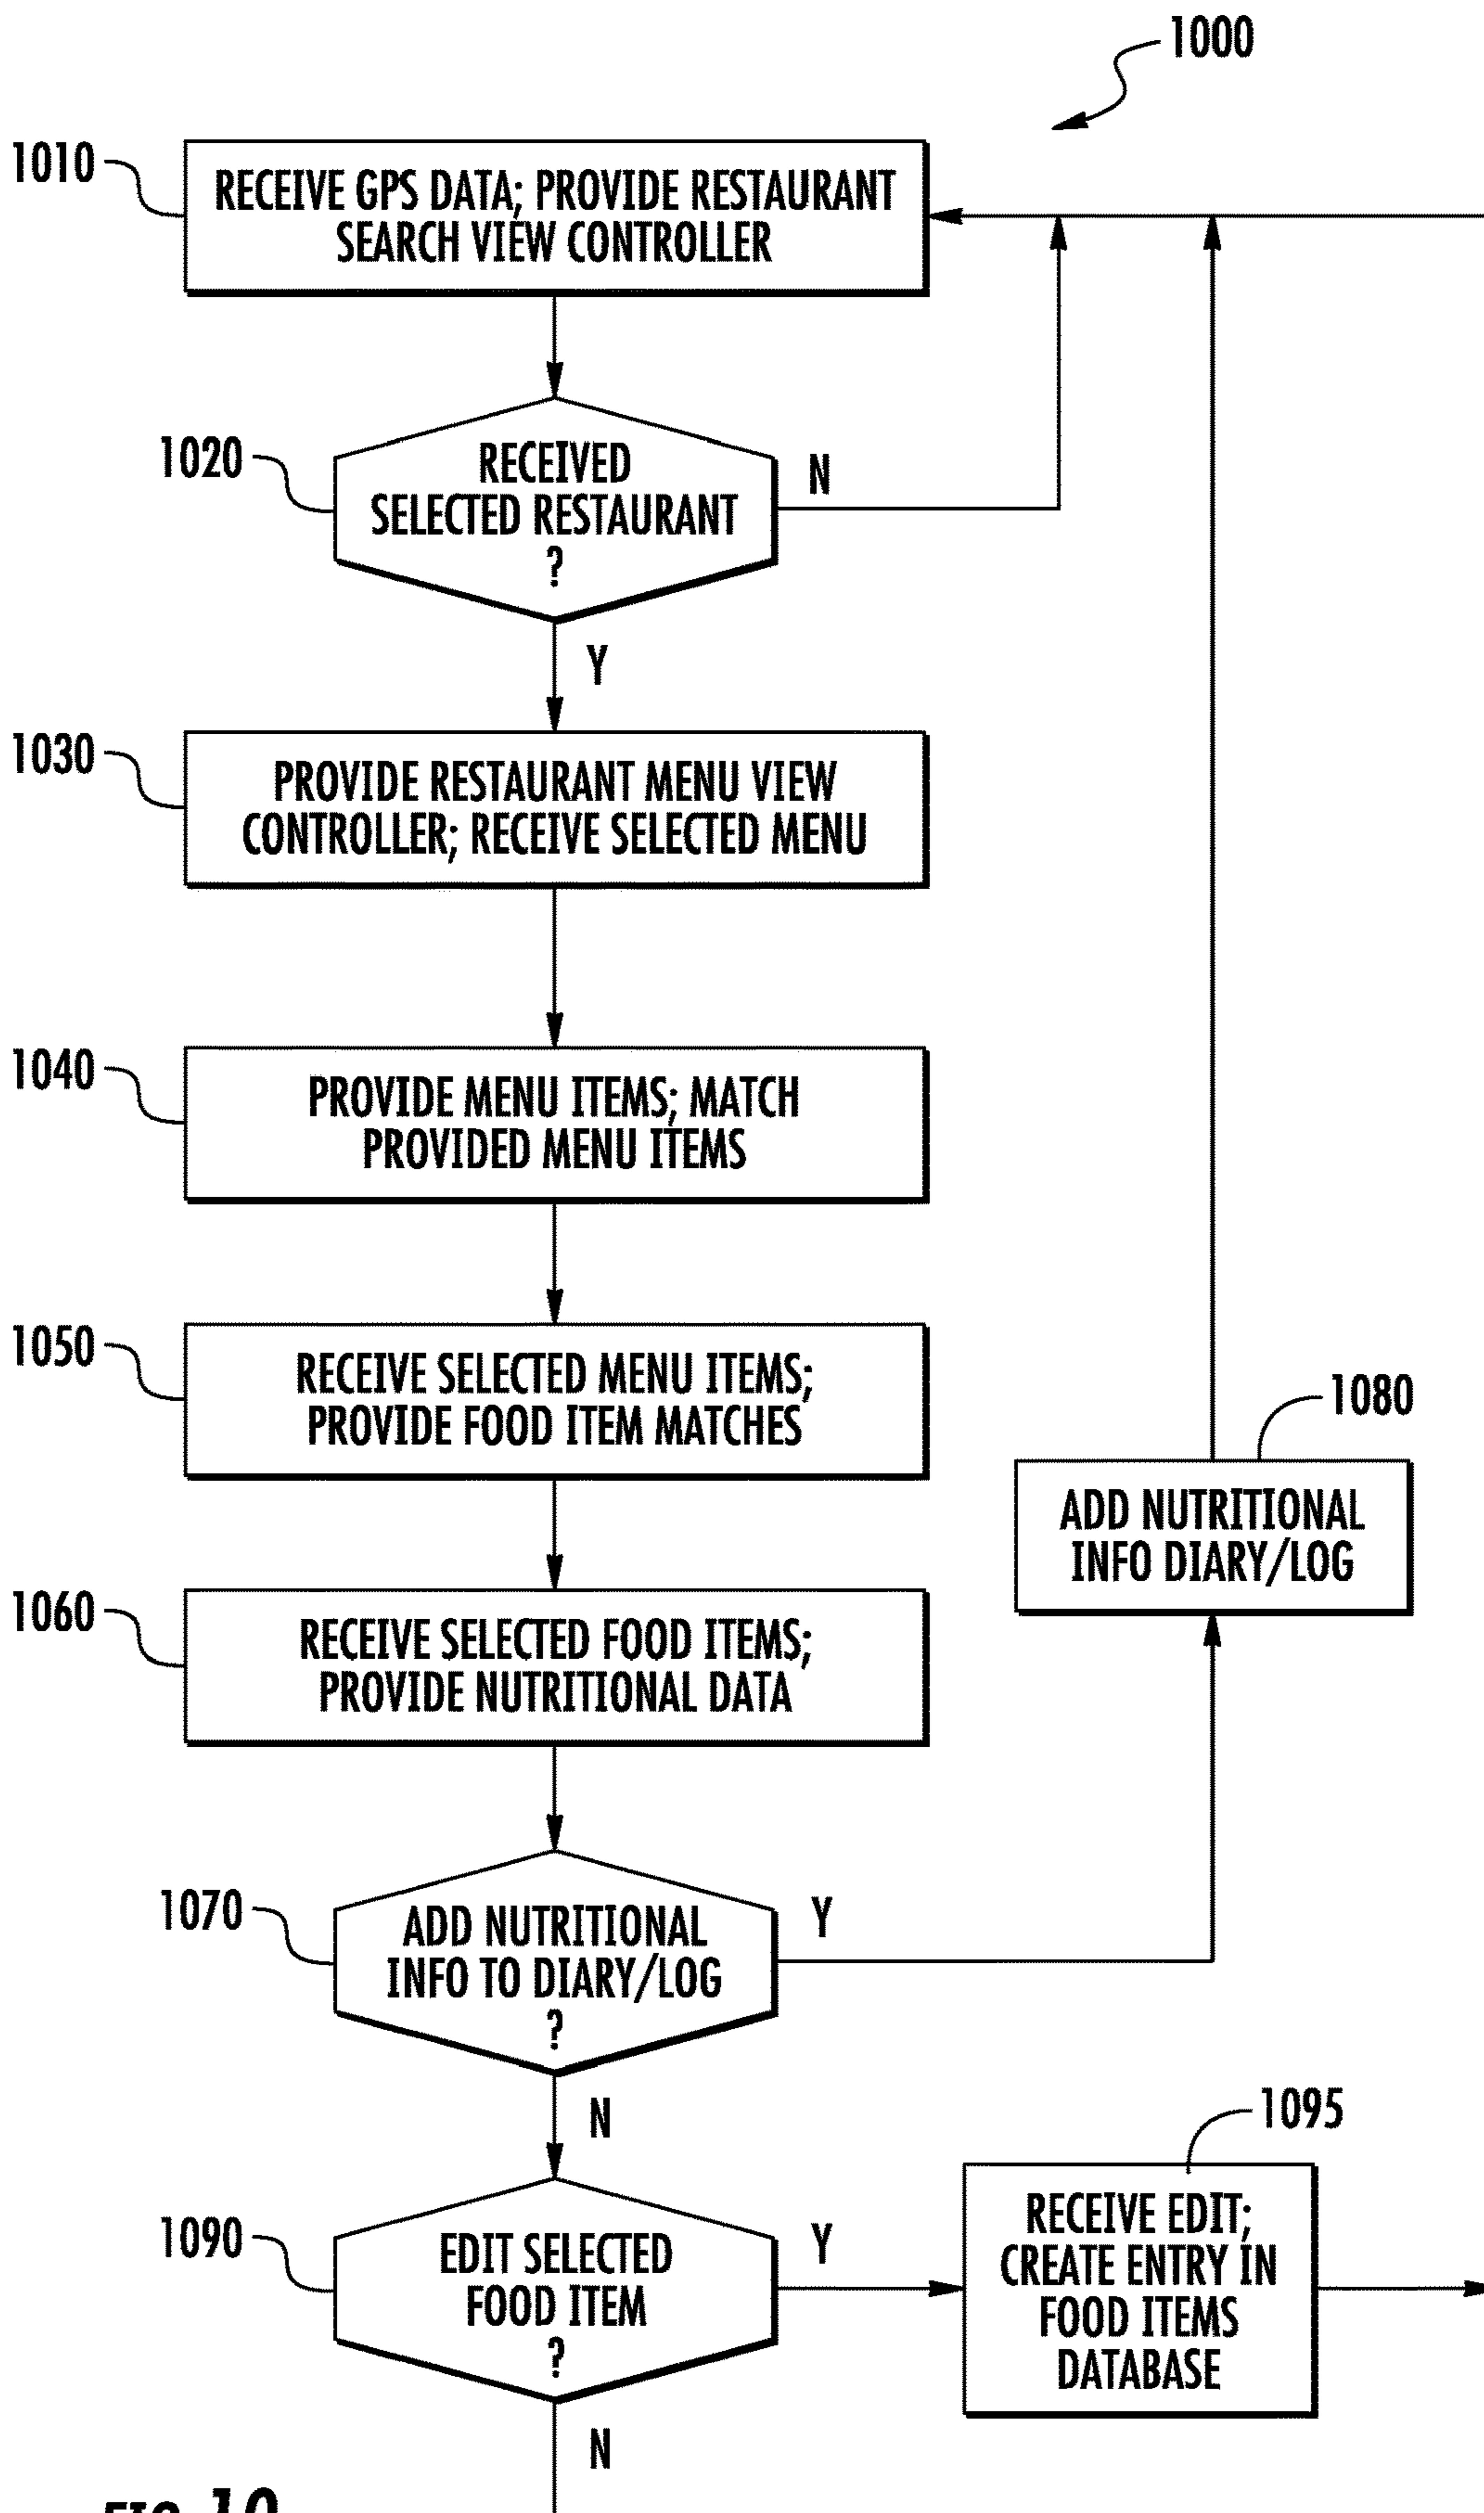 1000
1010
RECEIVE GPS DATA; PROVIDE RESTAURANT
SEARCH VIEW CONTROLLER
1020
RECEIVED
SELECTED RESTAURANT
?
N
Y
1030
PROVIDE RESTAURANT MENU VIEW
CONTROLLER; RECEIVE SELECTED MENU
1040
PROVIDE MENU ITEMS; MATCH
PROVIDED MENU ITEMS
1050
RECEIVE SELECTED MENU ITEMS;
PROVIDE FOOD ITEM MATCHES
1080
ADD NUTRITIONAL
INFO DIARY/LOG
1060
RECEIVE SELECTED FOOD ITEMS;
PROVIDE NUTRITIONAL DATA
1070
ADD NUTRITIONAL
INFO TO DIARY/LOG
?
Y
N
1095
1090
EDIT SELECTED
FOOD ITEM
?
Y
RECEIVE EDIT;
CREATE ENTRY IN
FOOD ITEMS
DATABASE
N